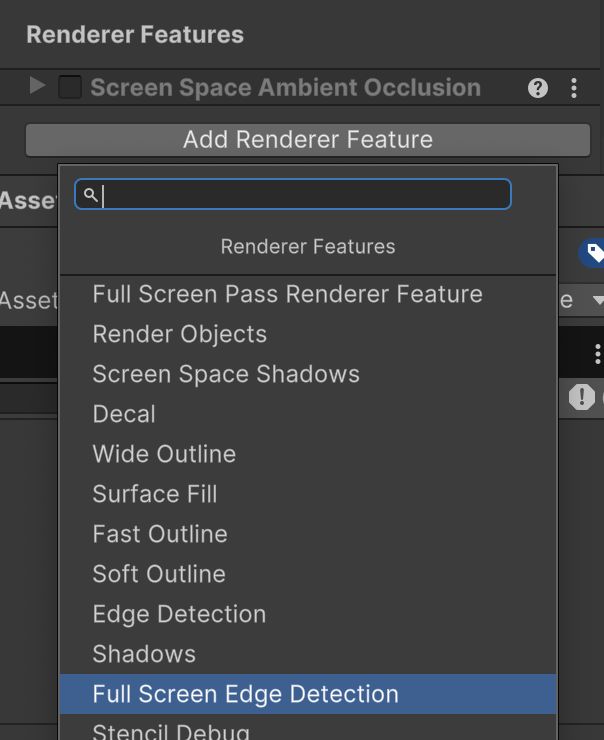 Renderer Features
Screen Space Ambient Occlusion
Add Renderer Feature
Asse
Renderer Features
Asset
e
Full Screen Pass Renderer Feature
Render Objects
Screen Space Shadows
Decal
Wide Outline
Surface Fill
Fast Outline
Soft Outline
Edge Detection
Shadows
Full Screen Edge Detection
Stencil Debug